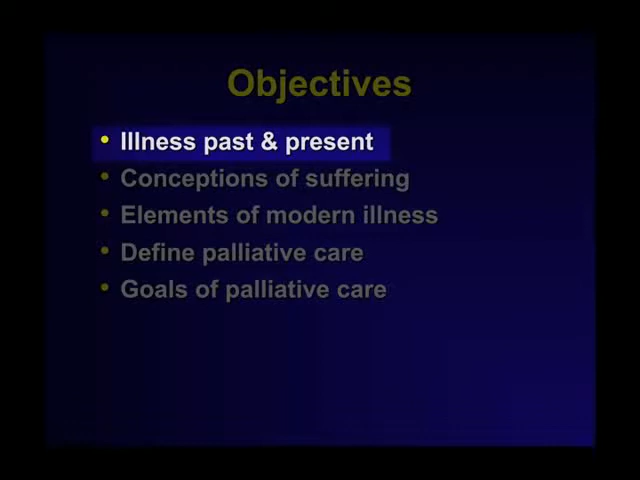 Objectives
• Illness past & present
• Conceptions of suffering
• Elements of modern illness
• Define palliative care
• Goals of palliative care